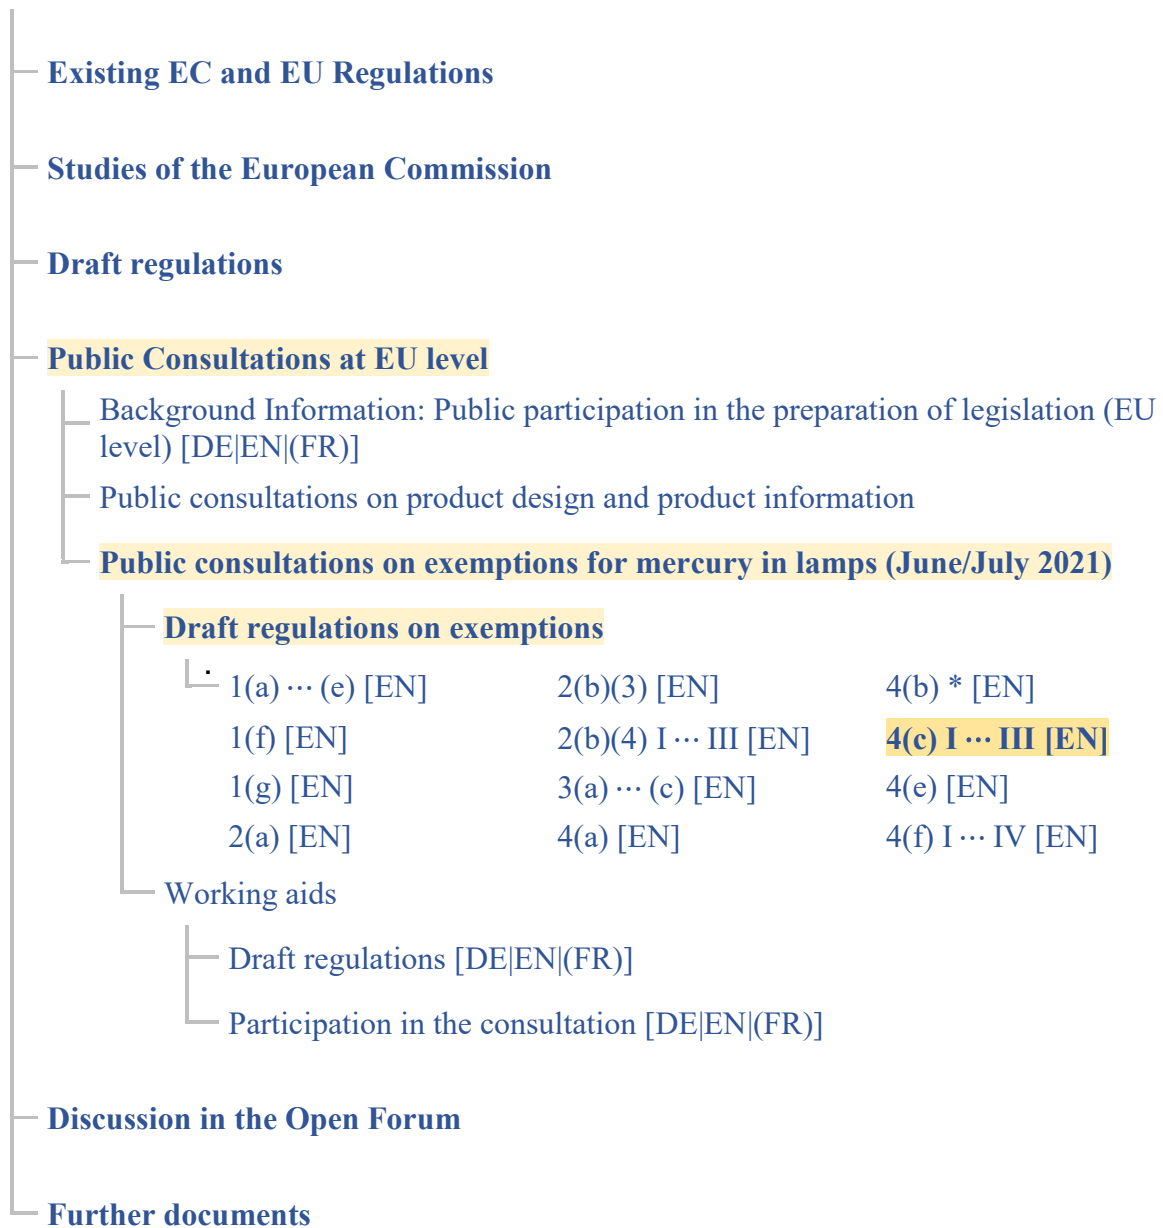 Existing EC and EU Regulations
Studies of the European Commission
Draft regulations
Public Consultations at EU level
Background Information: Public participation in the preparation of legislation (EU
level) [DE|EN|(FR)]
Public consultations on product design and product information
Public consultations on exemptions for mercury in lamps (June/July 2021)
Draft regulations on exemptions
1(a) ··· (e) [EN] 2(b)(3) [EN] 4(b) * [EN]
1(f) [EN] 2(b)(4) I ··· III [EN] 4(c) I ··· III [EN]
1(g) [EN] 3(a) ··· (c) [EN] 4(e) [EN]
2(a) [EN] 4(a) [EN] 4(f) I ··· IV [EN]
Working aids
Draft regulations [DE|EN|(FR)]
Participation in the consultation [DE|EN|(FR)]
Discussion in the Open Forum
Further documents